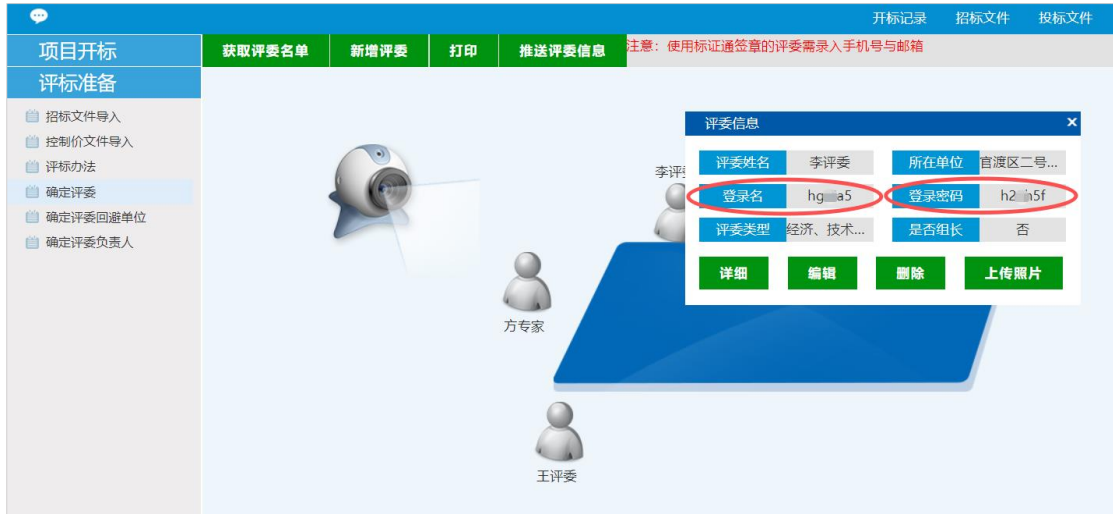 开标记录 招标文件 投标文件
项目开标
获取评委名单 新增评委 打印 推送评委信息 注意：使用标证通签章的评委需录入手机号与邮箱
评标准备
招标文件导入
控制价文件导入
评标办法
确定评委
确定评委回避单位
确定评委负责人
评委信息 ×
评委姓名 李评委 所在单位 官渡区二号...
登录名 登录密码
评委类型 经济、技术... 是否组长 否
详细 编辑 删除 上传照片
李评
方专家
王评委